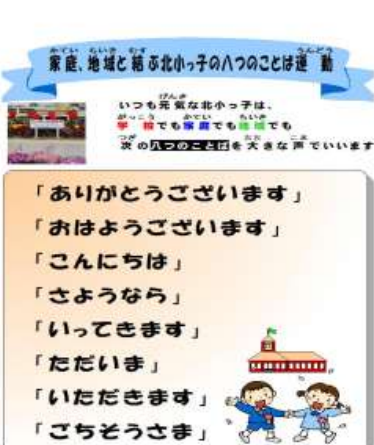 家庭、地域と結ぶ北小っ子の八つのことば運動
いつも元気な北小っ子は、
学校でも家庭でも地域でも
次の八つのことばを大きな声でいいます
「ありがとうございます」
「おはようございます」
「こんにちは」
「さようなら」
「いってきます」
「ただいま」
「いただきます」
「ごちそうさま」